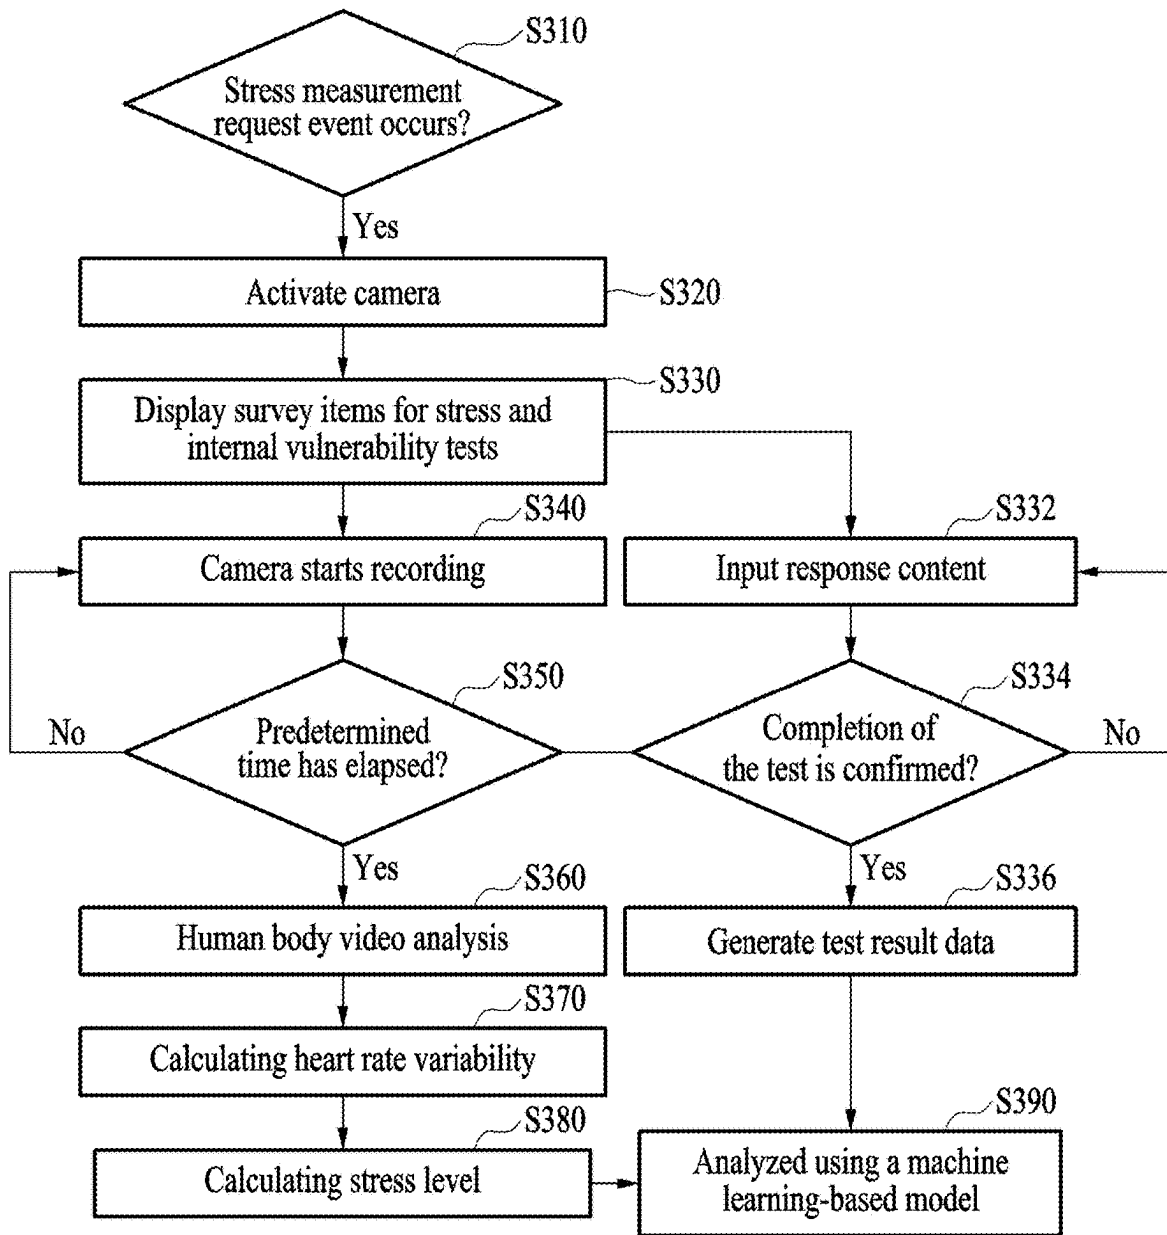 S310
Stress measurement
request event occurs?
Yes
Activate camera
S320
S330
Display survey items for stress and
internal vulnerability tests
S340
Camera starts recording
S332
Input response content
S350
Predetermined
time has elapsed?
No
S334
Completion of
the test is confirmed?
No
Yes
Yes
S360
Human body video analysis
S336
Generate test result data
S370
Calculating heart rate variability
S380
Calculating stress level
S390
Analyzed using a machine
learning-based model